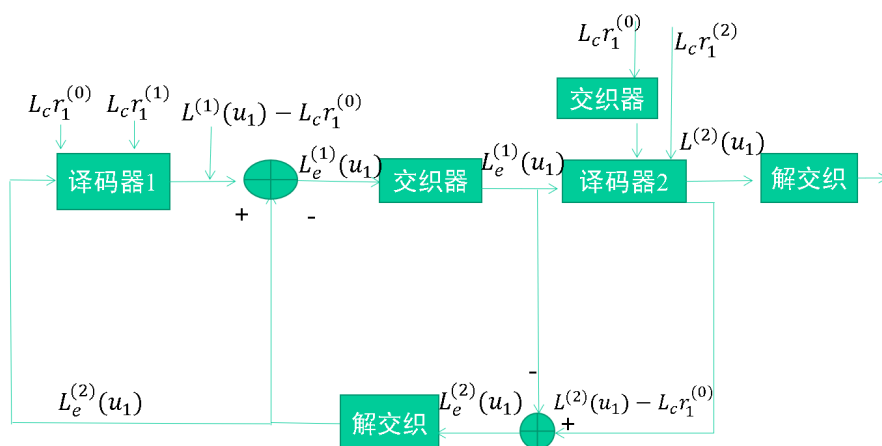 L_c r_1^{(0)}
L_c r_1^{(2)}
L_c r_1^{(0)}
L_c r_1^{(1)}
L^{(1)}(u_1) − L_c r_1^{(0)}
交织器
L^{(2)}(u_1)
译码器1
L_e^{(1)}(u_1)
交织器
L_e^{(1)}(u_1)
译码器2
解交织
+
-
-
L_e^{(2)}(u_1)
解交织
L_e^{(2)}(u_1)
+
L^{(2)}(u_1) − L_c r_1^{(0)}